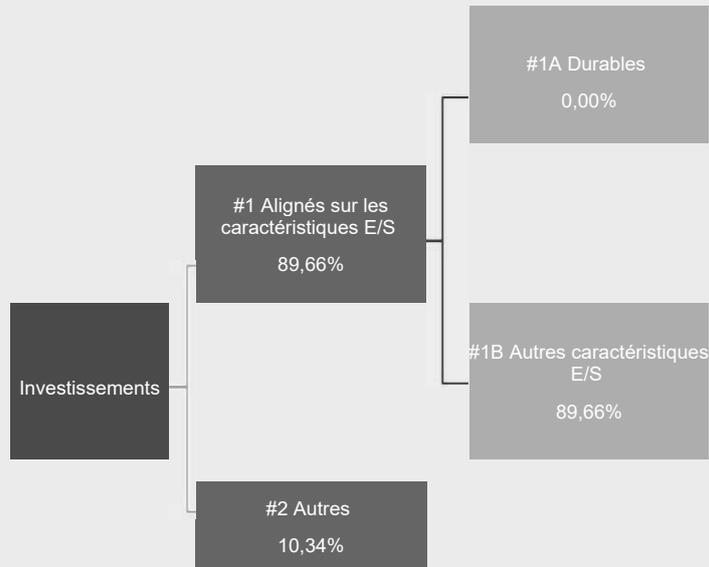 #1A Durables
0,00%
#1 Alignés sur les
caractéristiques E/S
89,66%
Investissements
#1B Autres caractéristiques
E/S
89,66%
#2 Autres
10,34%